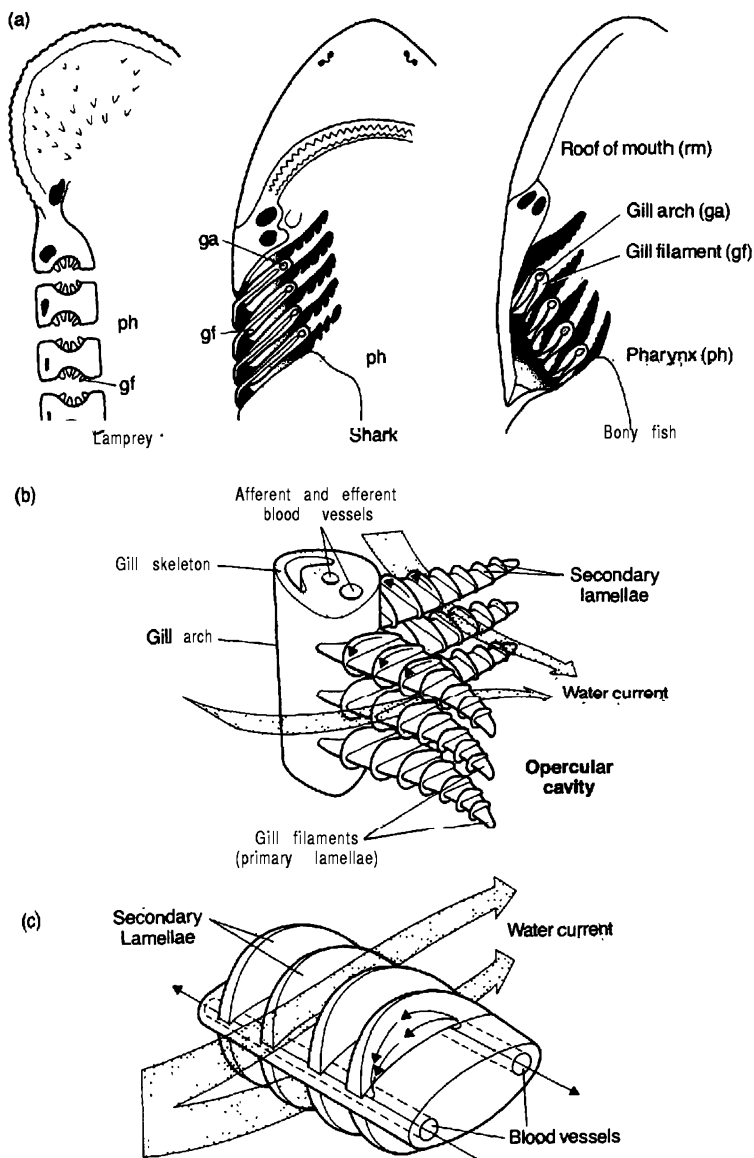 (a)
Roof of mouth (rm)
Gill arch (ga)
Gill filament (gf)
ga
gf
ph
gf
ph
Pharynx (ph)
Lamprey
Shark
Bony fish
(b)
Afferent and efferent
blood vessels
Gill skeleton
Secondary
lamellae
Gill arch
Water current
Opercular
cavity
Gill filaments
(primary lamellae)
(c)
Secondary
Lamellae
Water current
Blood vessels